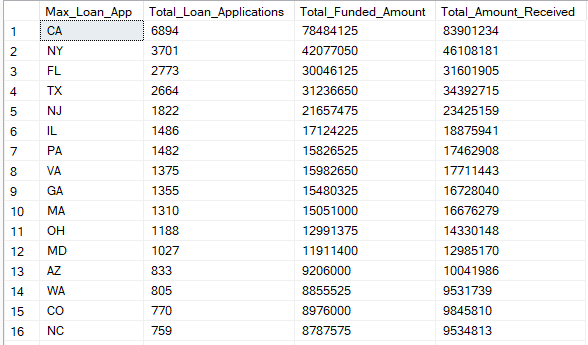 Max_Loan_App Total_Loan_Applications Total_Funded_Amount Total_Amount_Received
1 CA 6894 78484125 83901234
2 NY 3701 42077050 46108181
3 FL 2773 30046125 31601905
4 TX 2664 31236650 34392715
5 NJ 1822 21657475 23425159
6 IL 1486 17124225 18875941
7 PA 1482 15826525 17462908
8 VA 1375 15982650 17711443
9 GA 1355 15480325 16728040
10 MA 1310 15051000 16676279
11 OH 1188 12991375 14330148
12 MD 1027 11911400 12985170
13 AZ 833 9206000 10041986
14 WA 805 8855525 9531739
15 CO 770 8976000 9845810
16 NC 759 8787575 9534813